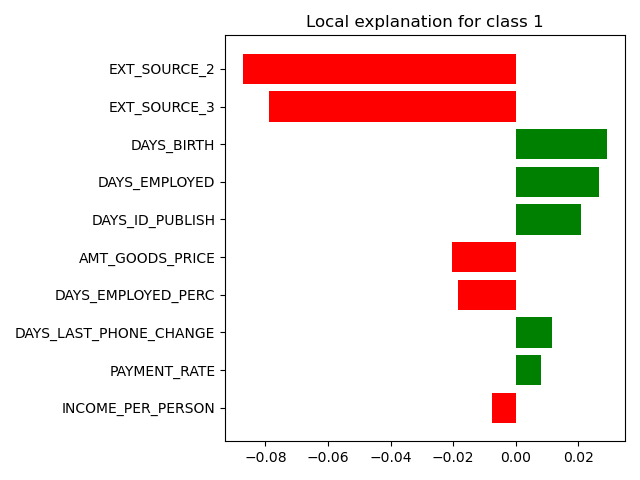 Local explanation for class 1
EXT_SOURCE_2
EXT_SOURCE_3
DAYS_BIRTH
DAYS_EMPLOYED
DAYS_ID_PUBLISH
AMT_GOODS_PRICE
DAYS_EMPLOYED_PERC
DAYS_LAST_PHONE_CHANGE
PAYMENT_RATE
INCOME_PER_PERSON
−0.08 −0.06 −0.04 −0.02 0.00 0.02